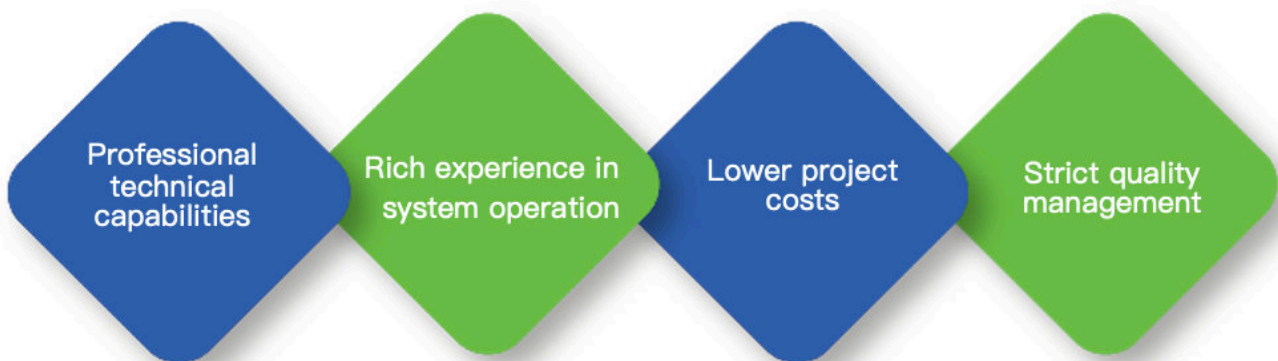 Professional
technical
capabilities
Rich experience in
system operation
Lower project
costs
Strict quality
management